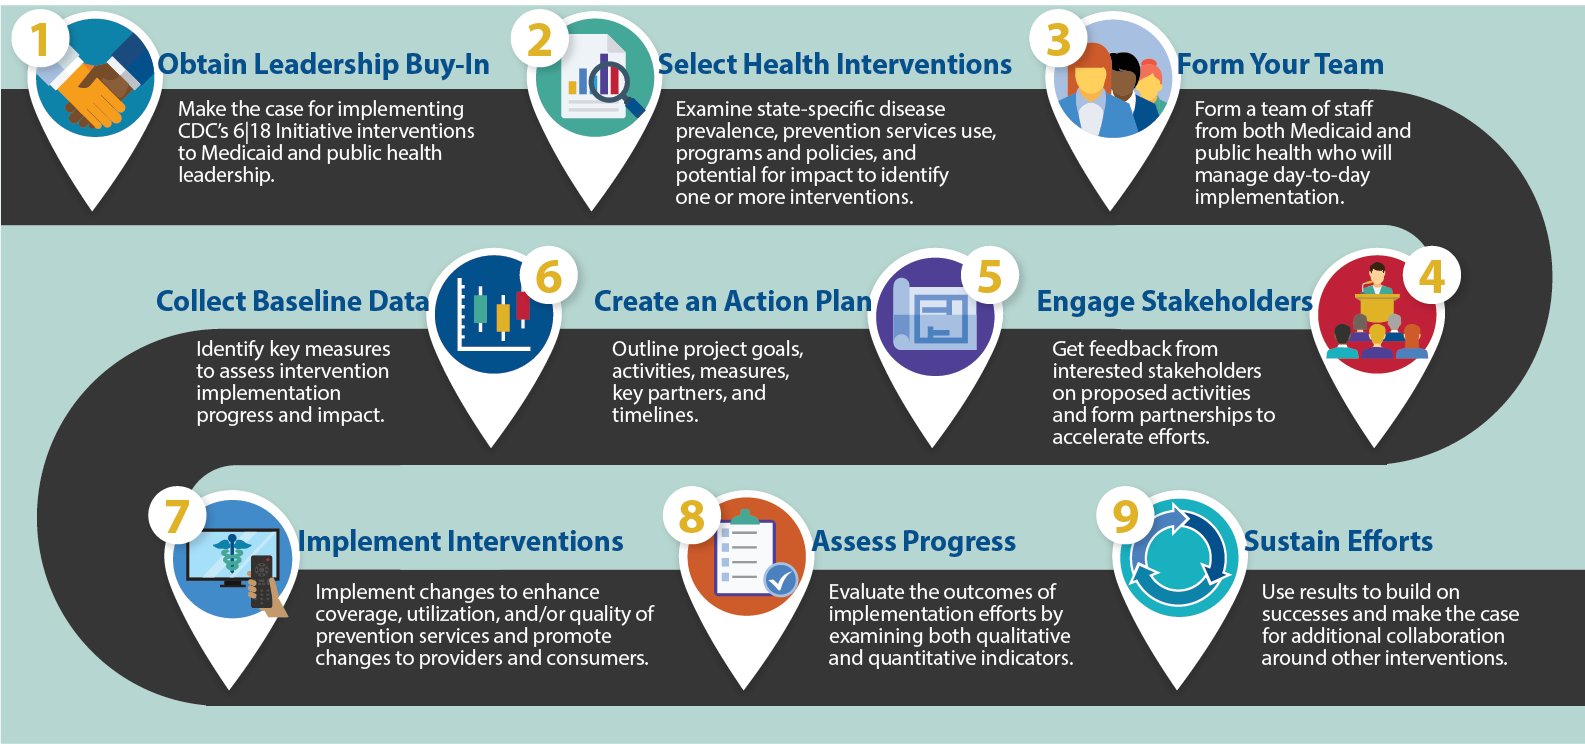 1
Obtain Leadership Buy-In
Make the case for implementing
CDC's 6|18 Initiative interventions
to Medicaid and public health
leadership.
2
Select Health Interventions
Examine state-specific disease
prevalence, prevention services use,
programs and policies, and
potential for impact to identify
one or more interventions.
3
Form Your Team
Form a team of staff
from both Medicaid and
public health who will
manage day-to-day
implementation.
4
Engage Stakeholders
Get feedback from
interested stakeholders
on proposed activities
and form partnerships to
accelerate efforts.
5
Create an Action Plan
Outline project goals,
activities, measures,
key partners, and
timelines.
6
Collect Baseline Data
Identify key measures
to assess intervention
implementation
progress and impact.
7
Implement Interventions
Implement changes to enhance
coverage, utilization, and/or quality of
prevention services and promote
changes to providers and consumers.
8
Assess Progress
Evaluate the outcomes of
implementation efforts by
examining both qualitative
and quantitative indicators.
9
Sustain Efforts
Use results to build on
successes and make the case
for additional collaboration
around other interventions.